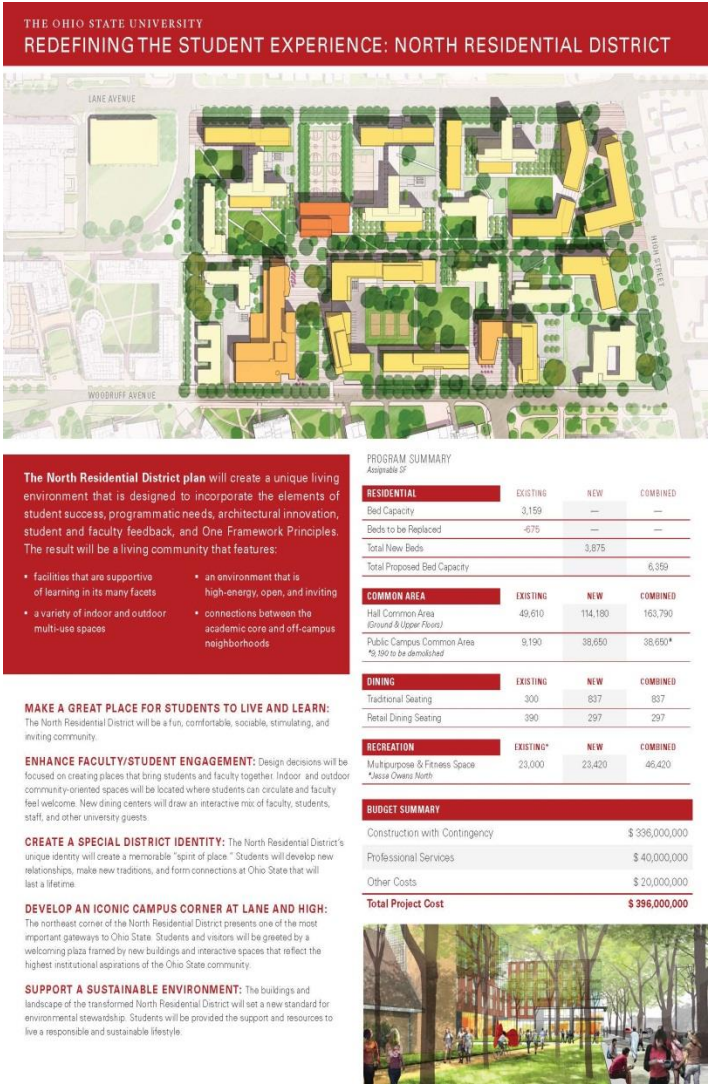 THE OHIO STATE UNIVERSITY
REDEFINING THE STUDENT EXPERIENCE: NORTH RESIDENTIAL DISTRICT
LANE AVENUE
HIGH STREET
WOODRUFF AVENUE
The North Residential District plan will create a unique living
environment that is designed to incorporate the elements of
student success, programmatic needs, architectural innovation,
student and faculty feedback, and One Framework Principles.
The result will be a living community that features:
• facilities that are supportive
of learning in its many facets
• a variety of indoor and outdoor
multi-use spaces
• an environment that is
high-energy, open, and inviting
• connections between the
academic core and off-campus
neighborhoods
MAKE A GREAT PLACE FOR STUDENTS TO LIVE AND LEARN:
The North Residential District will be a fun, comfortable, sociable, stimulating, and
inviting community.
ENHANCE FACULTY/STUDENT ENGAGEMENT: Design decisions will be
focused on creating places that bring students and faculty together. Indoor and outdoor
community-oriented spaces will be located where students can circulate and faculty
feel welcome. New dining centers will draw an interactive mix of faculty, students,
staff, and other university guests.
CREATE A SPECIAL DISTRICT IDENTITY: The North Residential District's
unique identity will create a memorable "spirit of place." Students will develop new
relationships, make new traditions, and form connections at Ohio State that will
last a lifetime.
DEVELOP AN ICONIC CAMPUS CORNER AT LANE AND HIGH:
The northeast corner of the North Residential District presents one of the most
important gateways to Ohio State. Students and visitors will be greeted by a
welcoming plaza framed by new buildings and interactive spaces that reflect the
highest institutional aspirations of the Ohio State community.
SUPPORT A SUSTAINABLE ENVIRONMENT: The buildings and
landscape of the transformed North Residential District will set a new standard for
environmental stewardship. Students will be provided the support and resources to
live a responsible and sustainable lifestyle.
PROGRAM SUMMARY
Assignable SF
RESIDENTIAL EXISTING NEW COMBINED
Bed Capacity 3,159 — —
Beds to be Replaced -675 — —
Total New Beds 3,875
Total Proposed Bed Capacity 6,359
COMMON AREA EXISTING NEW COMBINED
Hall Common Area 49,610 114,180 163,790
(Ground & Upper Floors)
Public Campus Common Area 9,190 38,650 38,650*
*9,190 to be demolished
DINING EXISTING NEW COMBINED
Traditional Seating 300 837 837
Retail Dining Seating 390 297 297
RECREATION EXISTING* NEW COMBINED
Multipurpose & Fitness Space 23,000 23,420 46,420
*Jesse Owens North
BUDGET SUMMARY
Construction with Contingency $ 336,000,000
Professional Services $ 40,000,000
Other Costs $ 20,000,000
Total Project Cost $ 396,000,000